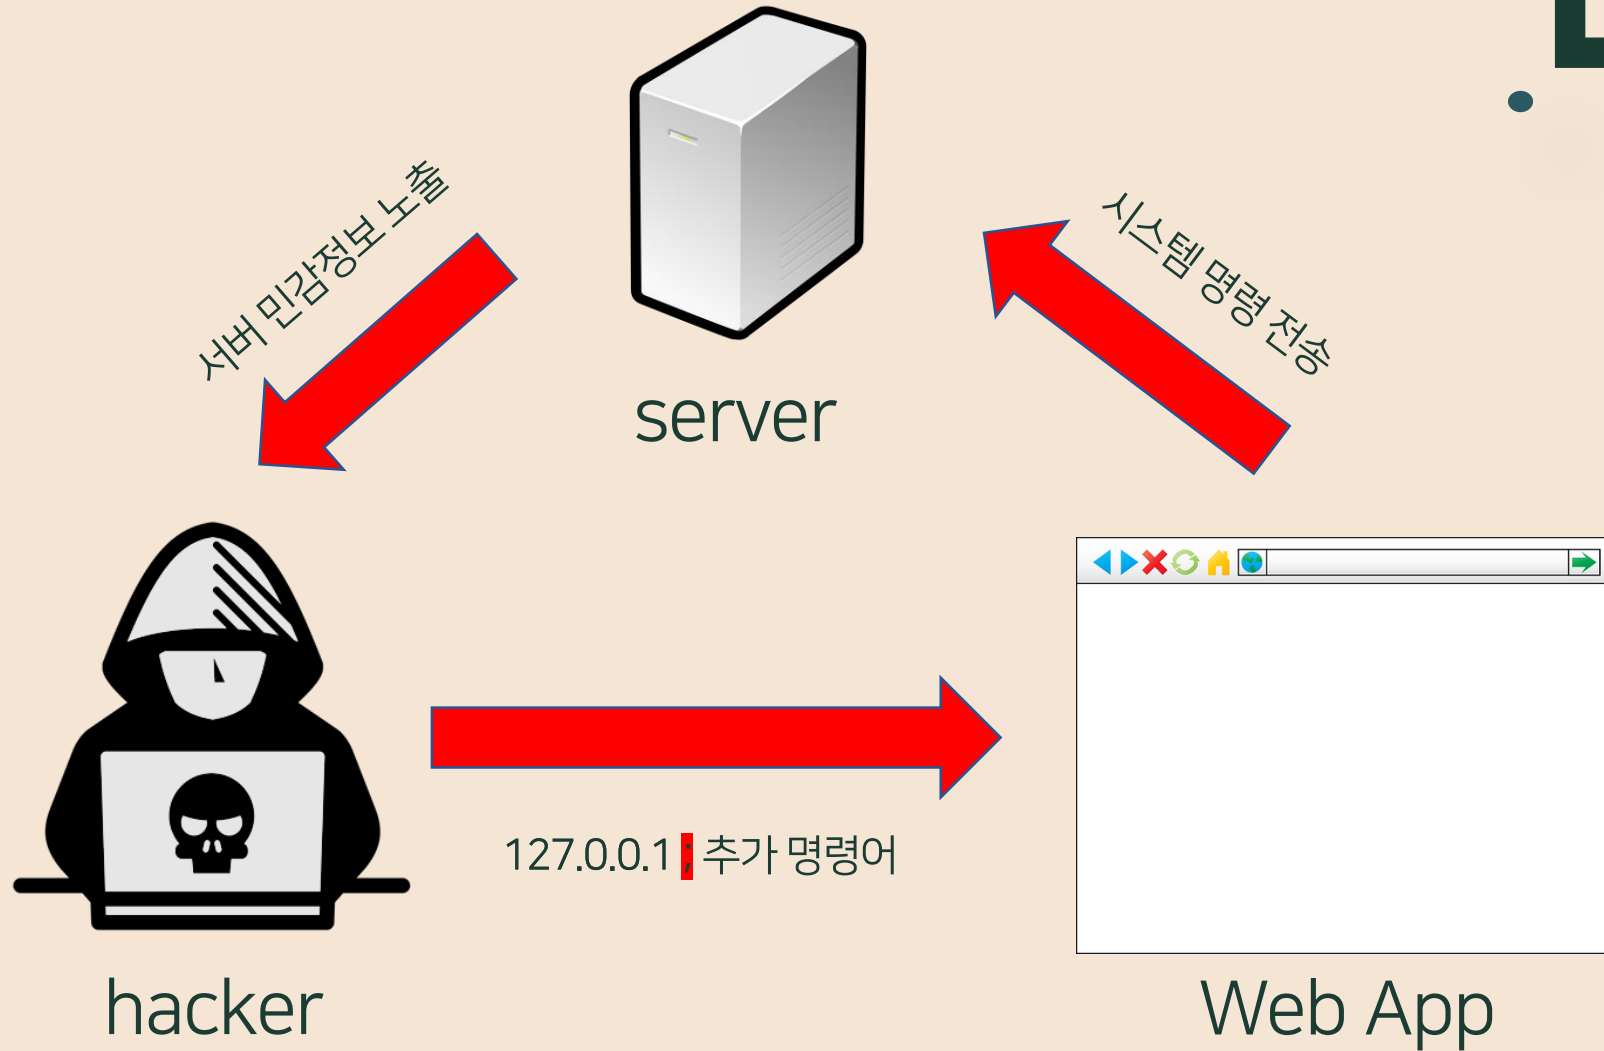 서버 민감정보 노출
시스템 명령 전송
server
127.0.0.1 ; 추가 명령어
hacker
Web App